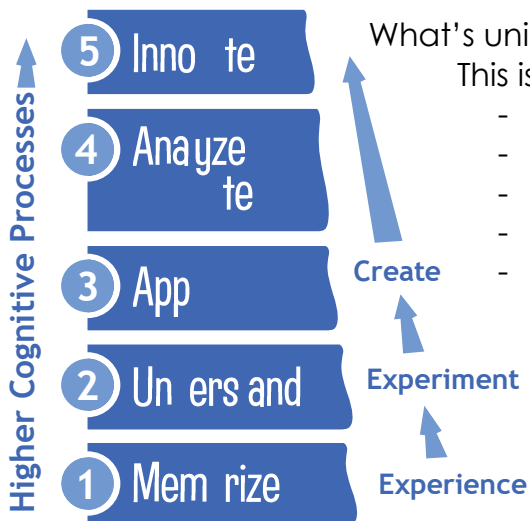 Higher Cognitive Processes
5 Inno te
4 Ana yze
te
3 App
2 Un ers and
1 Mem rize
What's uni
This is
-
-
-
-
-
Create
Experiment
Experience